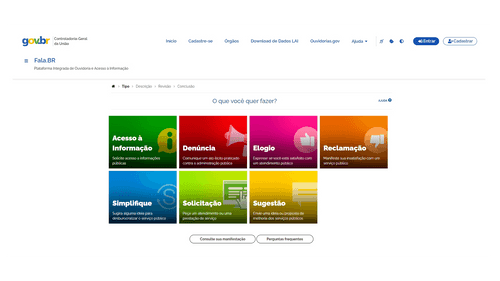 gov.br
Controladoria-Geral
da União
Início Cadastre-se Órgãos Download de Dados LAI Ouvidorias.gov Ajuda
Entrar
Cadastrar
Fala.BR
Plataforma Integrada de Ouvidoria e Acesso à Informação
Tipo Descrição Revisão Conclusão
O que você quer fazer?
Ajuda
Acesso à
Informação
Solicite acesso a informações
públicas
Denúncia
Comunique um ato ilícito praticado
contra a administração pública
Elogio
Expresse se você está satisfeito com
um atendimento público
Reclamação
Manifeste sua insatisfação com um
serviço público
Simplifique
Sugira alguma ideia para
desburocratizar o serviço público
Solicitação
Peça um atendimento ou uma
prestação de serviço
Sugestão
Envie uma ideia ou proposta de
melhoria dos serviços públicos
Consulte sua manifestação
Perguntas frequentes